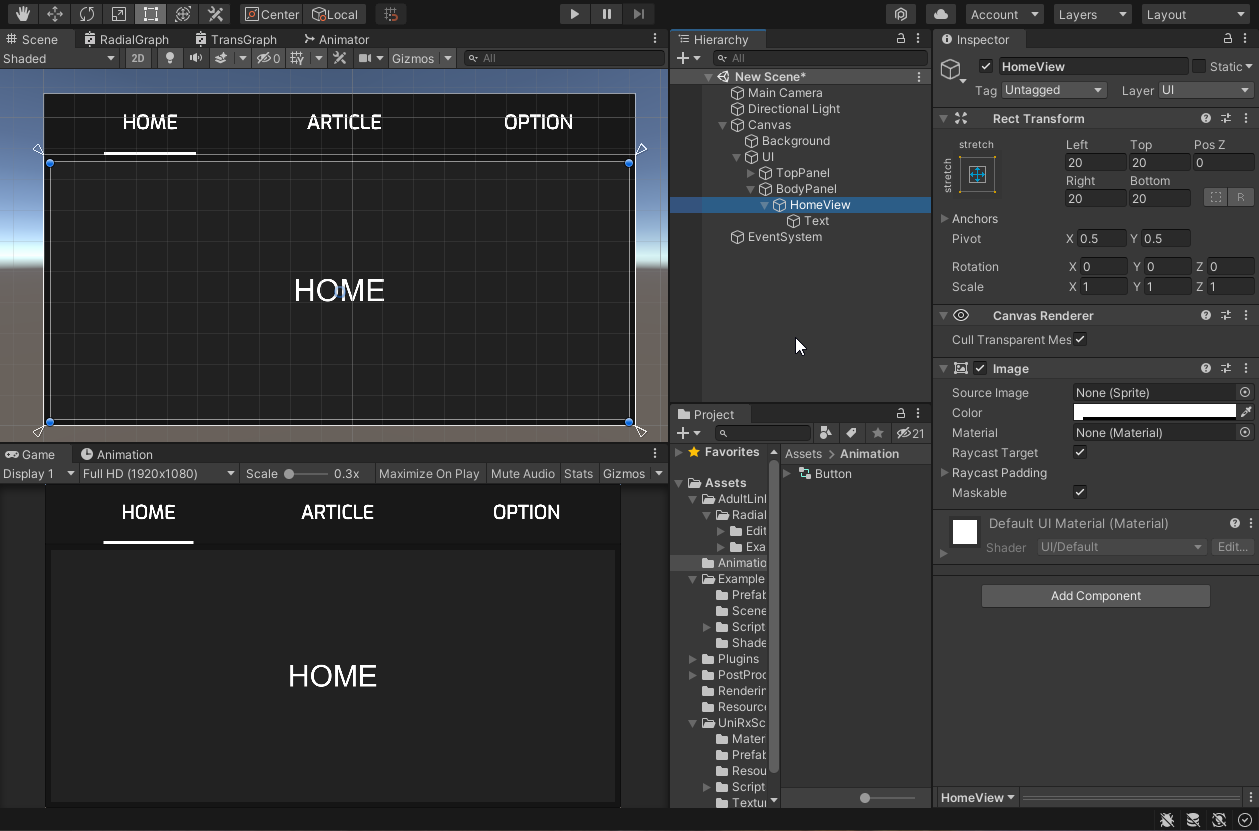 Center
Local
Account
Layers
Layout
Scene
RadialGraph
TransGraph
Animator
Shaded
2D
0
Gizmos
All
HOME
ARTICLE
OPTION
HOME
Game
Animation
Display 1
Full HD (1920x1080)
Scale
0.3x
Maximize On Play
Mute Audio
Stats
Gizmos
HOME
ARTICLE
OPTION
HOME
Hierarchy
All
New Scene*
Main Camera
Directional Light
Canvas
Background
UI
TopPanel
BodyPanel
HomeView
Text
EventSystem
Project
21
Favorites
Assets
AdultLinl
Radial
Edit
Exa
Animatio
Example
Prefab
Scene
Script
Shade
Plugins
PostProc
Renderin
Resource
UniRxSc
Mater
Prefab
Resou
Script
Textur
Assets > Animation
Button
Inspector
HomeView
Static
Tag Untagged
Layer UI
Rect Transform
stretch
stretch
Left Top Pos Z
20 20 0
Right Bottom
20 20
R
Anchors
Pivot X 0.5 Y 0.5
Rotation X 0 Y 0 Z 0
Scale X 1 Y 1 Z 1
Canvas Renderer
Cull Transparent Mes
Image
Source Image None (Sprite)
Color
Material None (Material)
Raycast Target
Raycast Padding
Maskable
Default UI Material (Material)
Shader UI/Default Edit...
Add Component
HomeView